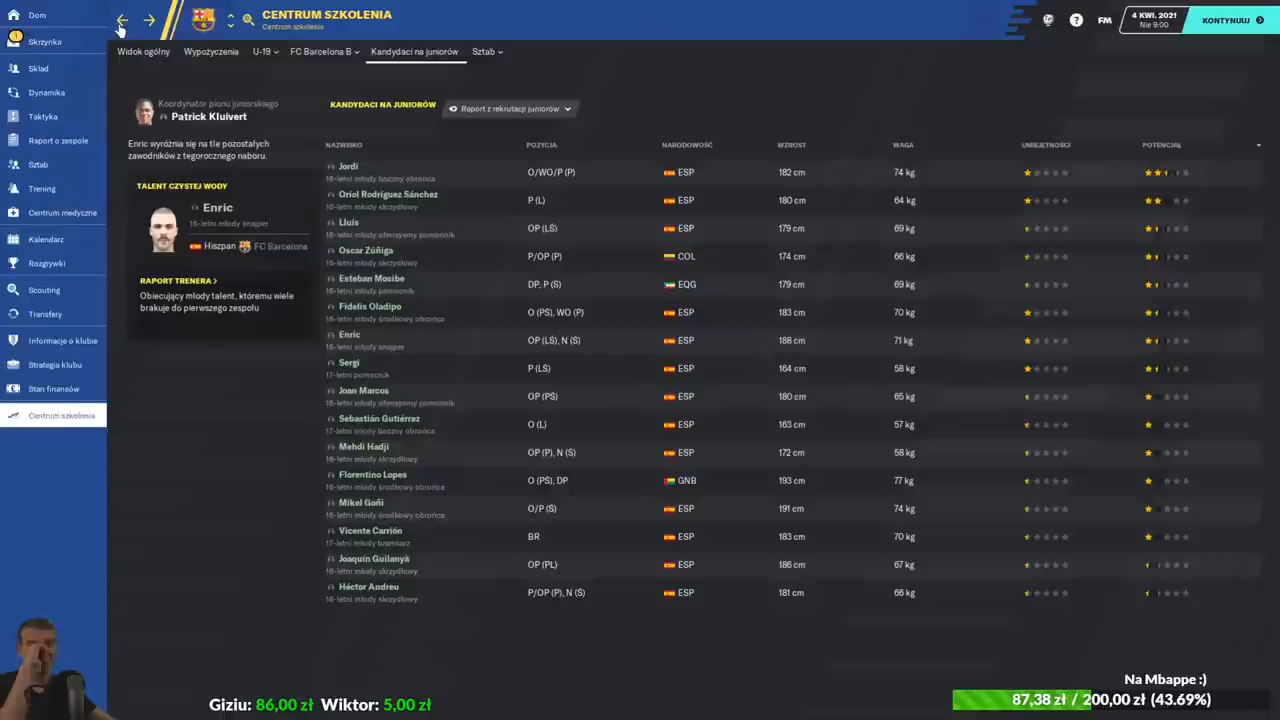 Dom
Skrzynka
1
Skład
Dynamika
Taktyka
Raport o zespole
Sztab
Trening
Centrum medyczne
Kalendarz
Rozgrywki
Scouting
Transfery
Informacje o klubie
Strategia klubu
Stan finansów
Centrum szkolenia
CENTRUM SZKOLENIA
Centrum szkolenia
FM
4 KWI. 2021
Nie 9:00
KONTYNUUJ
Widok ogólny Wypożyczenia U-19 FC Barcelona B Kandydaci na juniorów Sztab
Koordynator pionu juniorskiego
Patrick Kluivert
Enric wyróżnia się na tle pozostałych
zawodników z tegorocznego naboru.
TALENT CZYSTEJ WODY
Enric
16-letni młody snajper
Hiszpan FC Barcelona
RAPORT TRENERA >
Obiecujący młody talent, któremu wiele
brakuje do pierwszego zespołu
KANDYDACI NA JUNIORÓW Raport z rekrutacji juniorów
NAZWISKO POZYCJA NARODOWOŚĆ WZROST WAGA UMIEJĘTNOŚCI POTENCJAŁ
Jordi
16-letni młody boczny obrońca
O/WO/P (P) ESP 182 cm 74 kg
Oriol Rodríguez Sánchez
16-letni młody skrzydłowy
P (L) ESP 180 cm 64 kg
Lluís
16-letni młody ofensywny pomocnik
OP (LŚ) ESP 179 cm 69 kg
Óscar Zúñiga
16-letni młody skrzydłowy
P/OP (P) COL 174 cm 66 kg
Esteban Mosibe
16-letni młody pomocnik
DP, P (Ś) EQG 179 cm 69 kg
Fidelis Oladipo
16-letni młody środkowy obrońca
O (PŚ), WO (P) ESP 183 cm 70 kg
Enric
16-letni młody snajper
OP (LŚ), N (Ś) ESP 188 cm 71 kg
Sergi
17-letni pomocnik
P (LŚ) ESP 164 cm 58 kg
Joan Marcos
16-letni młody ofensywny pomocnik
OP (PŚ) ESP 180 cm 65 kg
Sebastián Gutiérrez
17-letni młody boczny obrońca
O (L) ESP 163 cm 57 kg
Mehdi Hadji
16-letni młody skrzydłowy
OP (P), N (Ś) ESP 172 cm 58 kg
Florentino Lopes
16-letni młody środkowy obrońca
O (PŚ), DP GNB 193 cm 77 kg
Mikel Goñi
16-letni młody środkowy obrońca
O/P (Ś) ESP 191 cm 74 kg
Vicente Carrión
17-letni młody bramkarz
BR ESP 183 cm 70 kg
Joaquín Guilanyà
16-letni młody skrzydłowy
OP (PL) ESP 186 cm 67 kg
Héctor Andreu
16-letni młody skrzydłowy
P/OP (P), N (Ś) ESP 181 cm 66 kg
Giziu: 86,00 zł Wiktor: 5,00 zł
Na Mbappe :)
87,38 zł / 200,00 zł (43.69%)